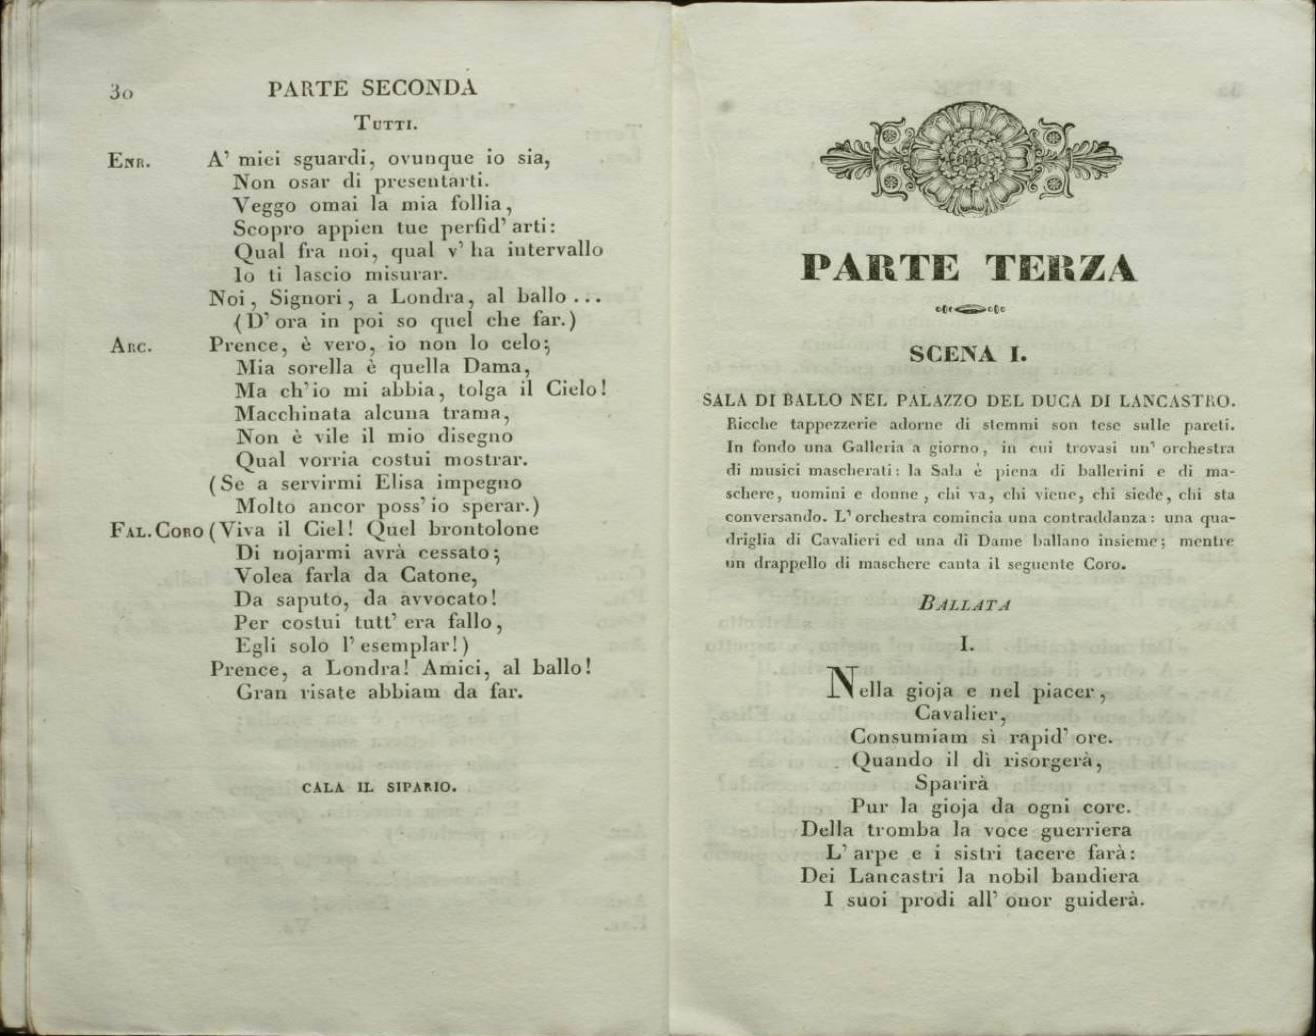 30 PARTE SECONDA
TUTTI.
ENR. A' miei sguardi, ovunque io sia,
Non osar di presentarti.
Veggo omai la mia follia,
Scopro appien tue perfid' arti:
Qual fra noi, qual v' ha intervallo
Io ti lascio misurar.
Noi, Signori, a Londra, al ballo ...
(D' ora in poi so quel che far.)
ARC. Prence, è vero, io non lo celo;
Mia sorella è quella Dama,
Ma ch' io mi abbia, tolga il Cielo!
Macchinata alcuna trama,
Non è vile il mio disegno
Qual vorria costui mostrar.
(Se a servirmi Elisa impegno
Molto ancor poss' io sperar.)
FAL. CORO (Viva il Ciel! Quel brontolone
Di nojarmi avrà cessato;
Volea farla da Catone,
Da saputo, da avvocato!
Per costui tutt' era fallo,
Egli solo l' esemplar!)
Prence, a Londra! Amici, al ballo!
Gran risate abbiam da far.
CALA IL SIPARIO.
PARTE TERZA
SCENA I.
SALA DI BALLO NEL PALAZZO DEL DUCA DI LANCASTRO.
Ricche tappezzerie adorne di stemmi son tese sulle pareti.
In fondo una Galleria a giorno, in cui trovasi un' orchestra
di musici mascherati: la Sala è piena di ballerini e di ma-
schere, uomini e donne, chi va, chi viene, chi siede, chi sta
conversando. L' orchestra comincia una contraddanza: una qua-
driglia di Cavalieri ed una di Dame ballano insieme; mentre
un drappello di maschere canta il seguente Coro.
BALLATA
I.
Nella gioja e nel piacer,
Cavalier,
Consumiam sì rapid' ore.
Quando il dì risorgerà,
Sparirà
Pur la gioja da ogni core.
Della tromba la voce guerriera
L' arpe e i sistri tacere farà:
Dei Lancastri la nobil bandiera
I suoi prodi all' onor guiderà.